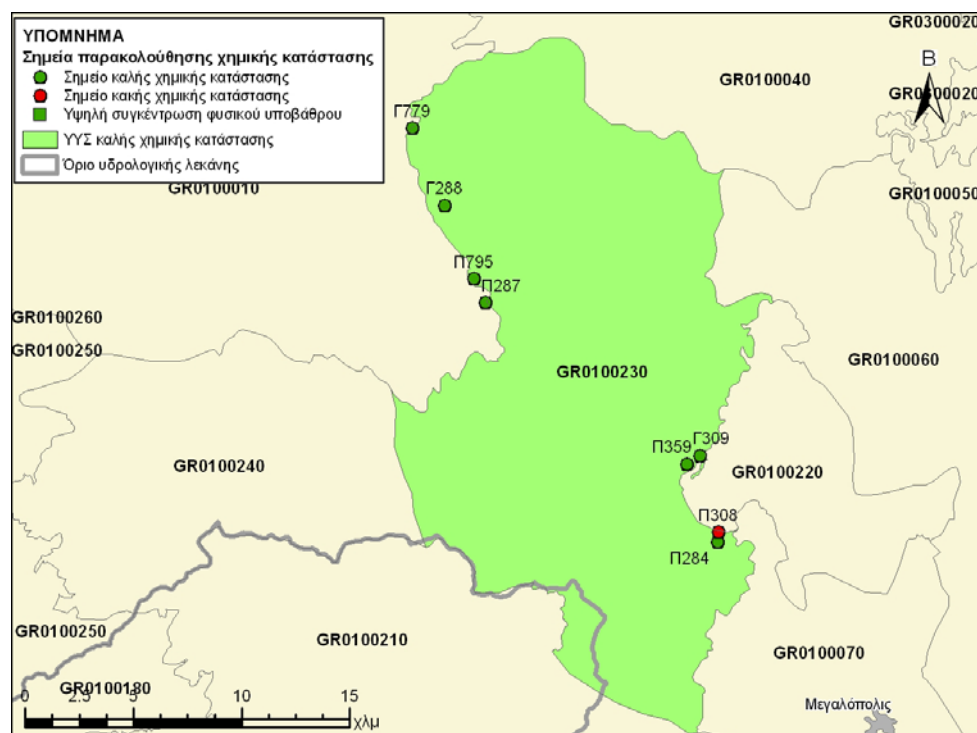 ΥΠΟΜΝΗΜΑ
Σημεία παρακολούθησης χημικής κατάστασης
Σημείο καλής χημικής κατάστασης
Σημείο κακής χημικής κατάστασης
Υψηλή συγκέντρωση φυσικού υποβάθρου
ΥΥΣ καλής χημικής κατάστασης
Όριο υδρολογικής λεκάνης
GR0300020
Β
GR0100040
GR0300020
Γ779
GR0100010
Γ288
GR0100050
Π795
Π287
GR0100260
GR0100250
GR0100060
GR0100230
Γ309
Π359
GR0100240
GR0100220
Π308
Π284
GR0100250
GR0100210
GR0100070
GR0100180
Μεγαλόπολις
0 2,5 5 10 15
χλμ